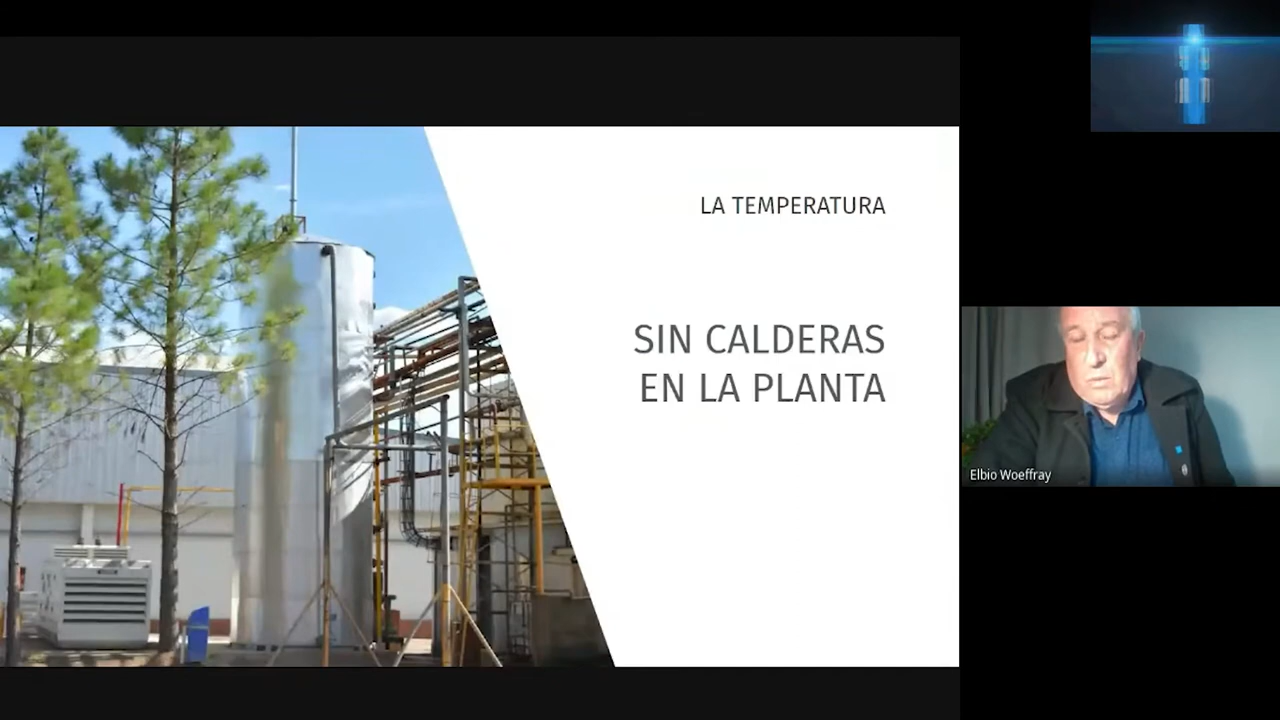 LA TEMPERATURA
SIN CALDERAS
EN LA PLANTA
Elbio Woeffray